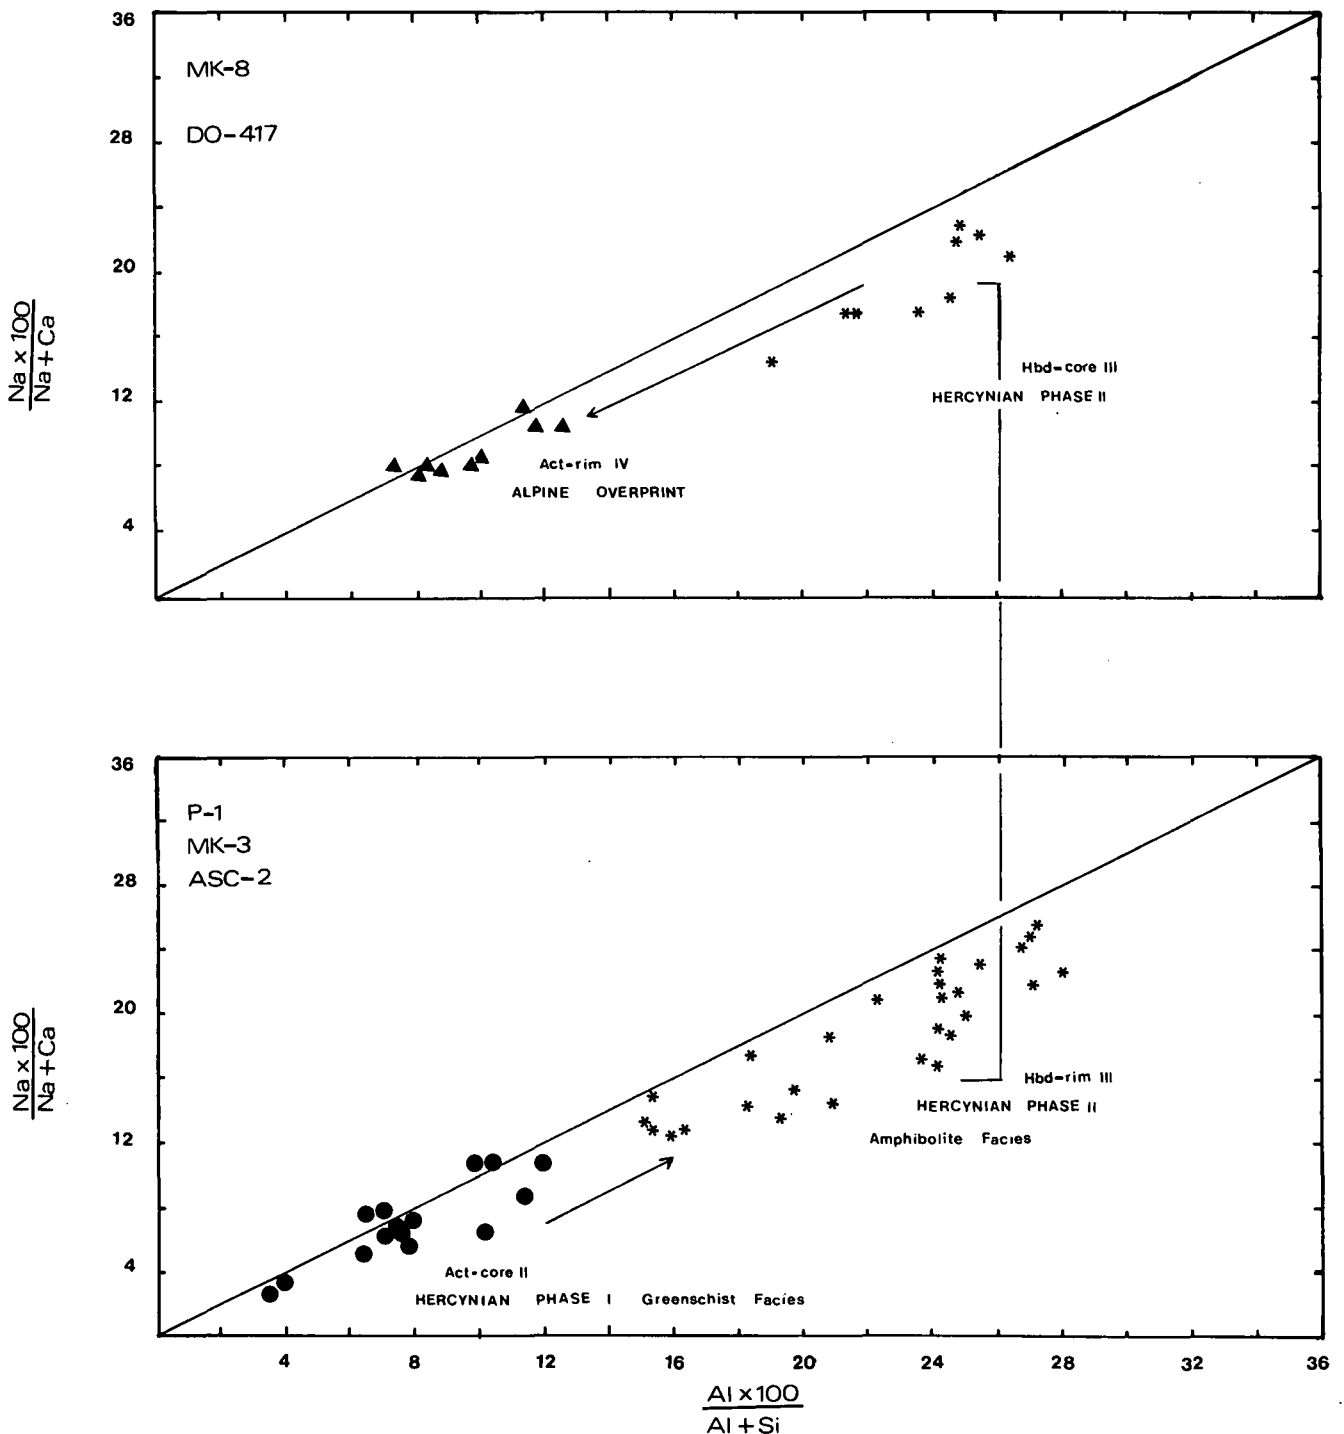 36
MK-8
28
DO-417
20
Na x 100
Na + Ca
12
4
Hbd-core III
HERCYNIAN PHASE II
Act-rim IV
ALPINE OVERPRINT
36
P-1
MK-3
ASC-2
28
20
Na x 100
Na + Ca
12
4
Hbd-rim III
HERCYNIAN PHASE II
Amphibolite Facies
Act-core II
HERCYNIAN PHASE I Greenschist Facies
4 8 12 16 20 24 28 32 36
Al x 100
Al + Si